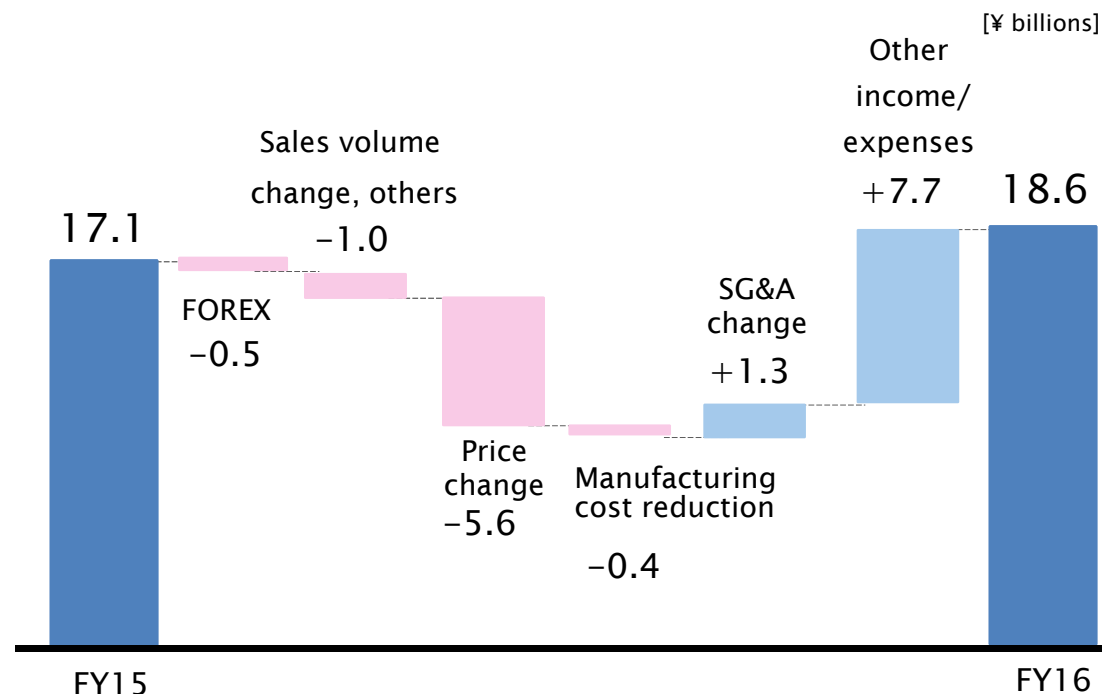 [¥ billions]
Other
income/
expenses
+7.7
18.6
Sales volume
change, others
–1.0
17.1
FOREX
–0.5
SG&A
change
+1.3
Price
change
–5.6
Manufacturing
cost reduction
–0.4
FY15
FY16